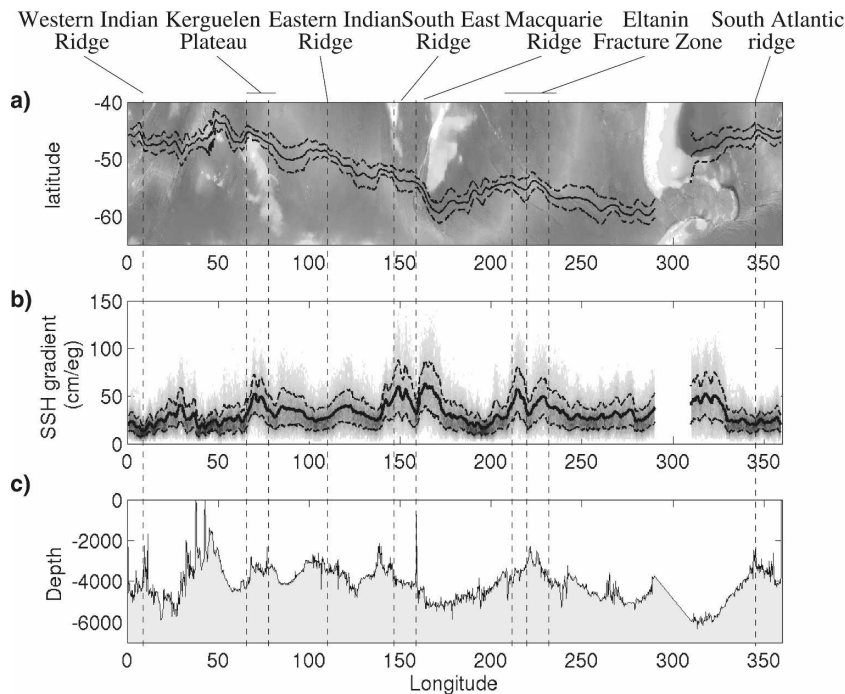 Western Indian Ridge
Kerguelen Plateau
Eastern Indian Ridge
South East Ridge
Macquarie Ridge
Eltanin Fracture Zone
South Atlantic ridge
a)
latitude
-40
-50
-60
0 50 100 150 200 250 300 350
b)
SSH gradient
(cm/eg)
150
100
50
0
0 50 100 150 200 250 300 350
c)
Depth
0
-2000
-4000
-6000
0 50 100 150 200 250 300 350
Longitude